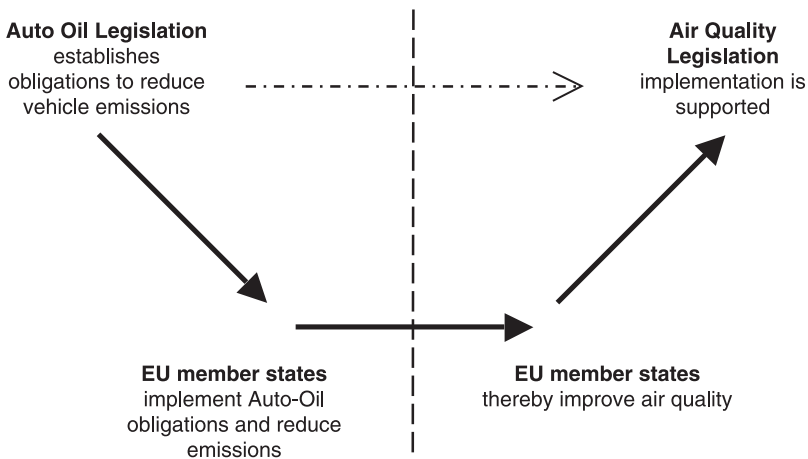 Auto Oil Legislation
establishes
obligations to reduce
vehicle emissions
Air Quality
Legislation
implementation is
supported
EU member states
implement Auto-Oil
obligations and reduce
emissions
EU member states
thereby improve air quality